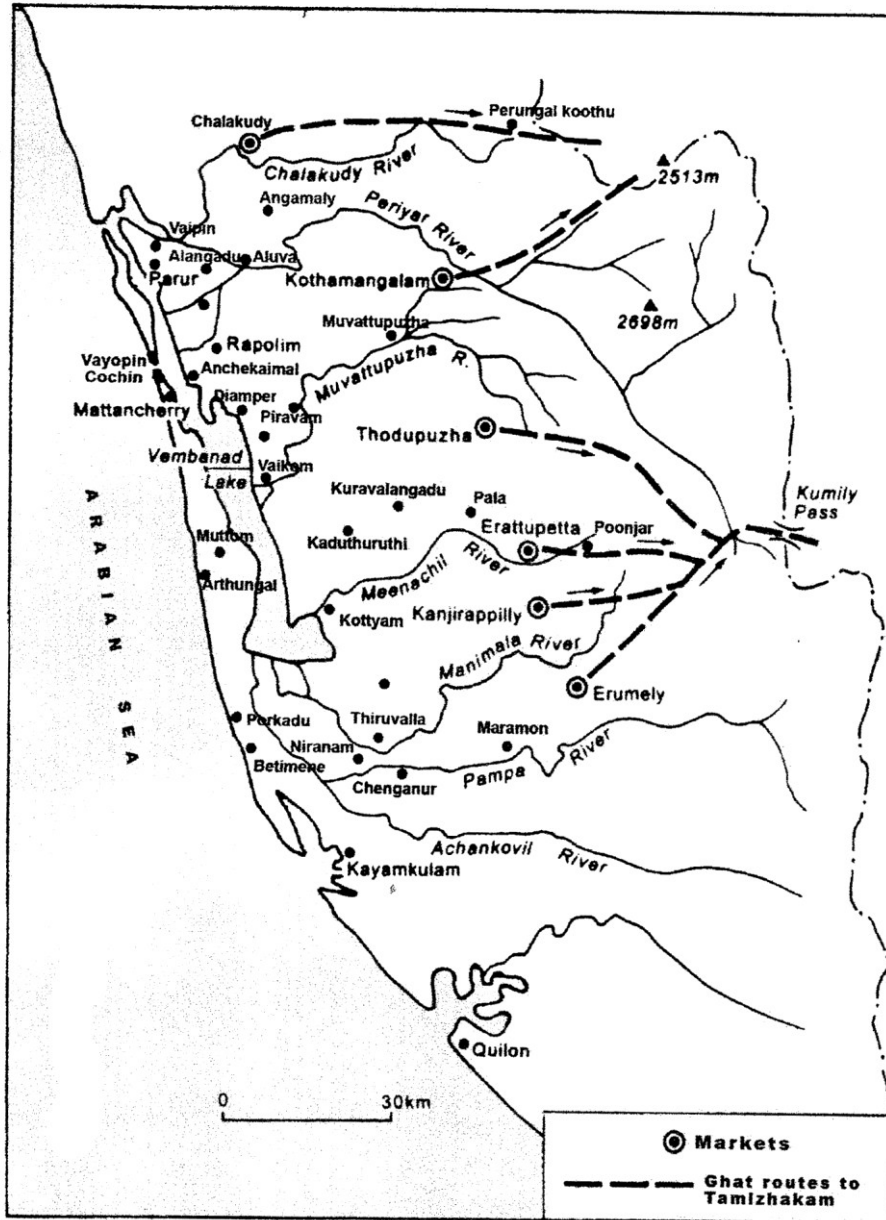 Chalakudy
Perungal koothu
Chalakudy River
2513m
Angamaly
Periyar River
Vaipin
Alangadu
Aluva
Parur
Kothamangalam
2698m
Muvattupuzha
Rapolim
Muvattupuzha R.
Vayopin
Cochin
Anchekaimal
Mattancherry
Diamper
Piravam
Thodupuzha
Vembanad
Lake
Vaikom
Kuravalangadu
Pala
Kumily
Pass
Erattupetta
Poonjar
Muttom
Kaduthuruthi
Meenachil River
Arthungal
Kottyam
Kanjirappilly
Manimala River
Erumely
ARABIAN SEA
Porkadu
Thiruvalla
Maramon
Niranam
Betimene
Chenganur
Pampa River
Achankovil River
Kayamkulam
Quilon
0 30km
Markets
Ghat routes to
Tamizhakam